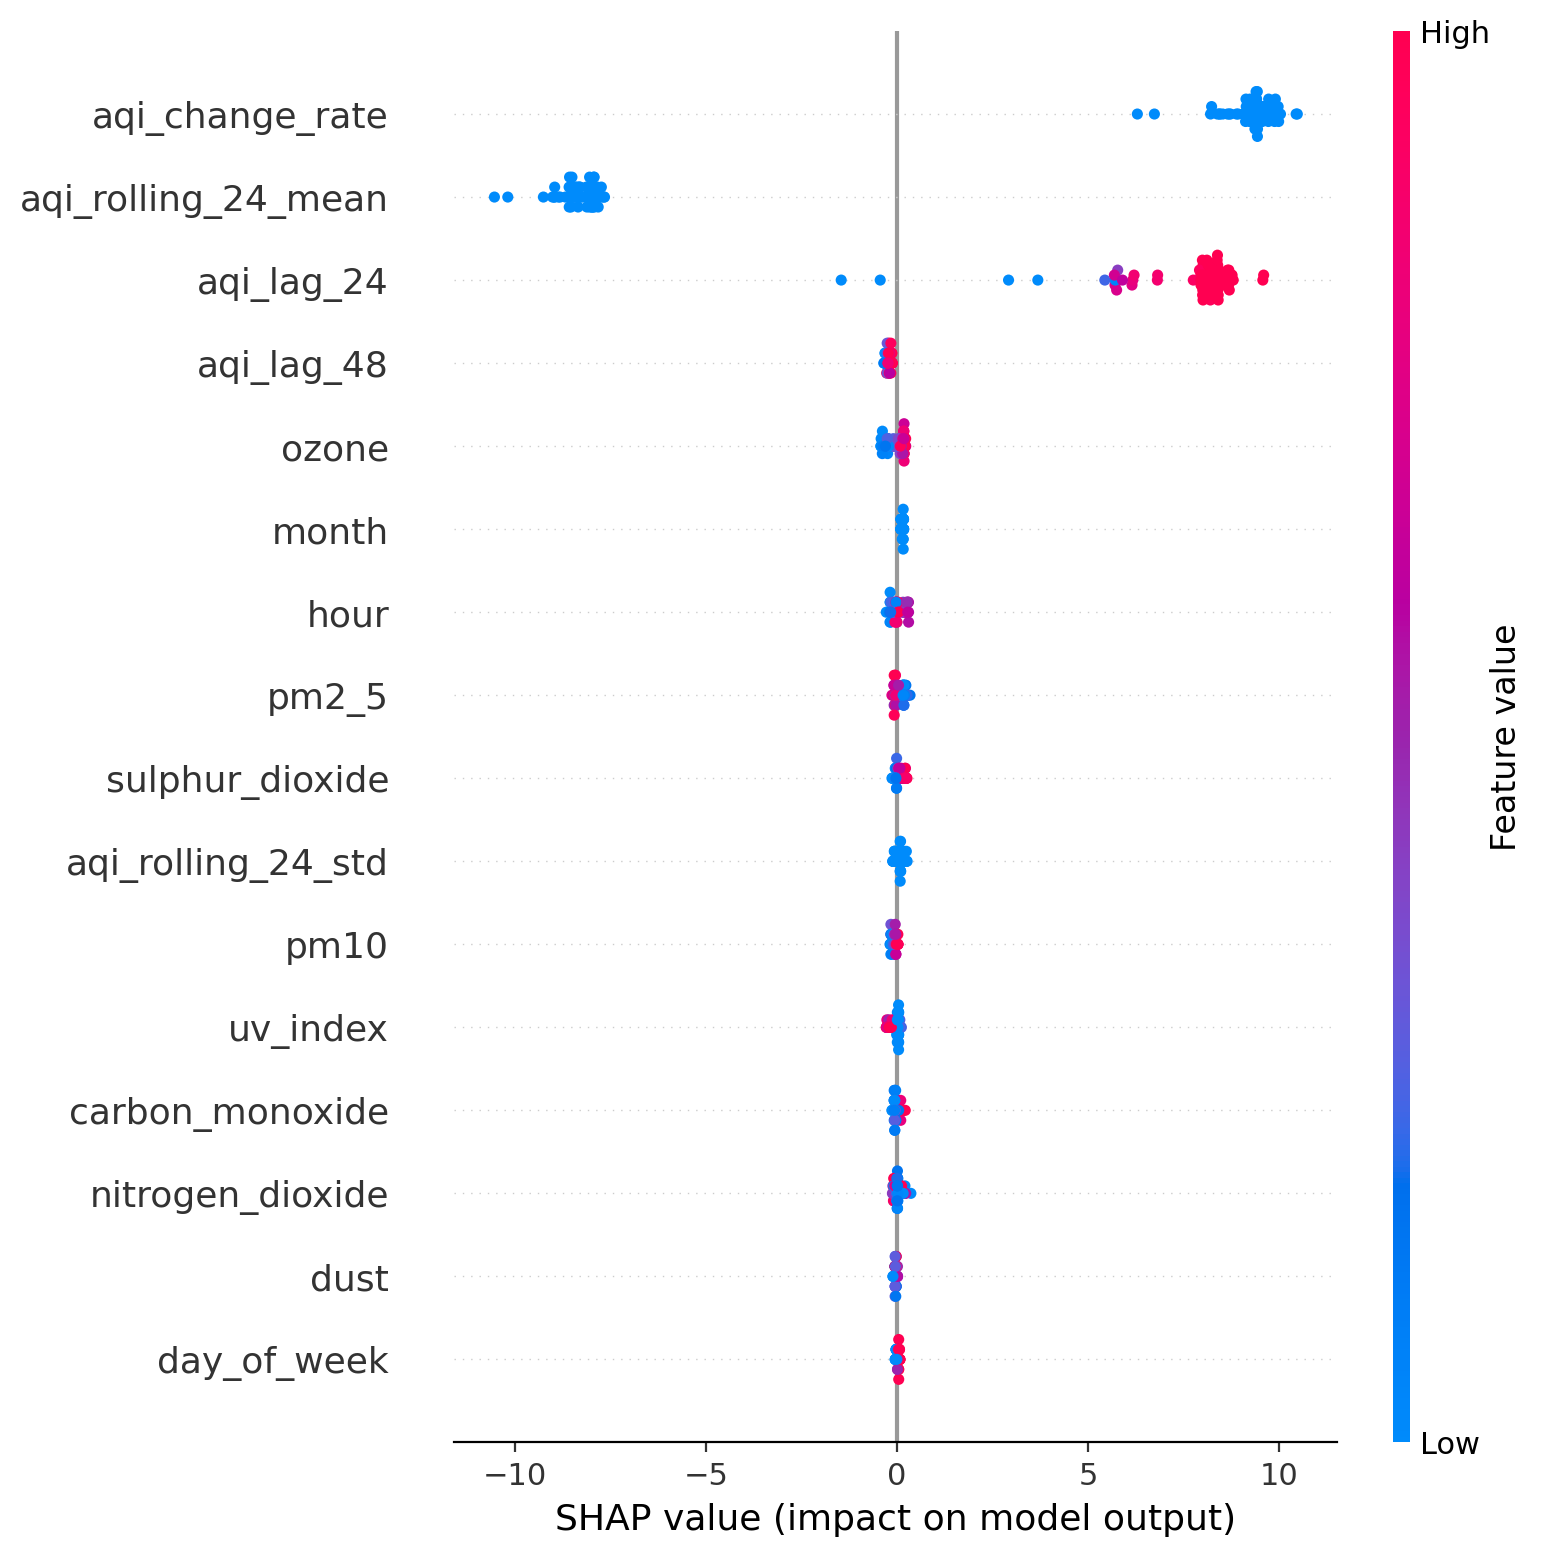 High
aqi_change_rate
aqi_rolling_24_mean
aqi_lag_24
aqi_lag_48
ozone
month
hour
pm2_5
sulphur_dioxide
aqi_rolling_24_std
pm10
uv_index
carbon_monoxide
nitrogen_dioxide
dust
day_of_week
Feature value
Low
−10 −5 0 5 10
SHAP value (impact on model output)